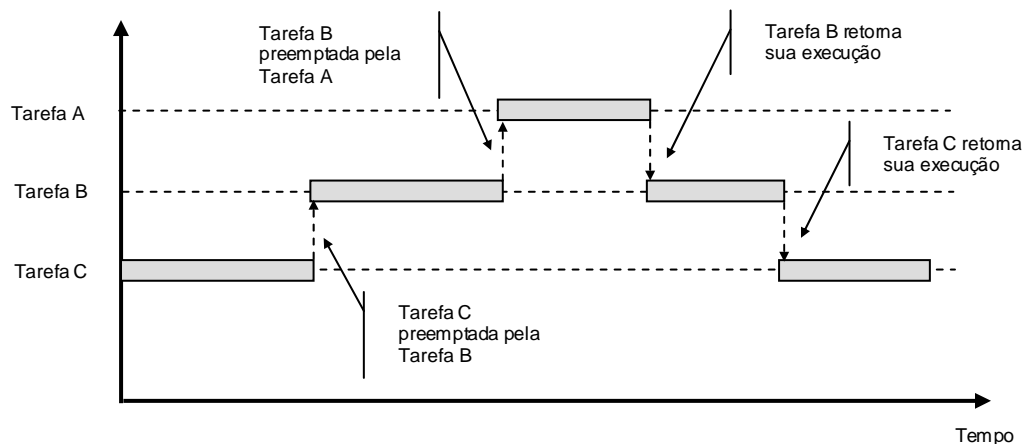 Tarefa B
preemptada pela
Tarefa A
Tarefa B retorna
sua execução
Tarefa A
Tarefa C retorna
sua execução
Tarefa B
Tarefa C
Tarefa C
preemptada pela
Tarefa B
Tempo